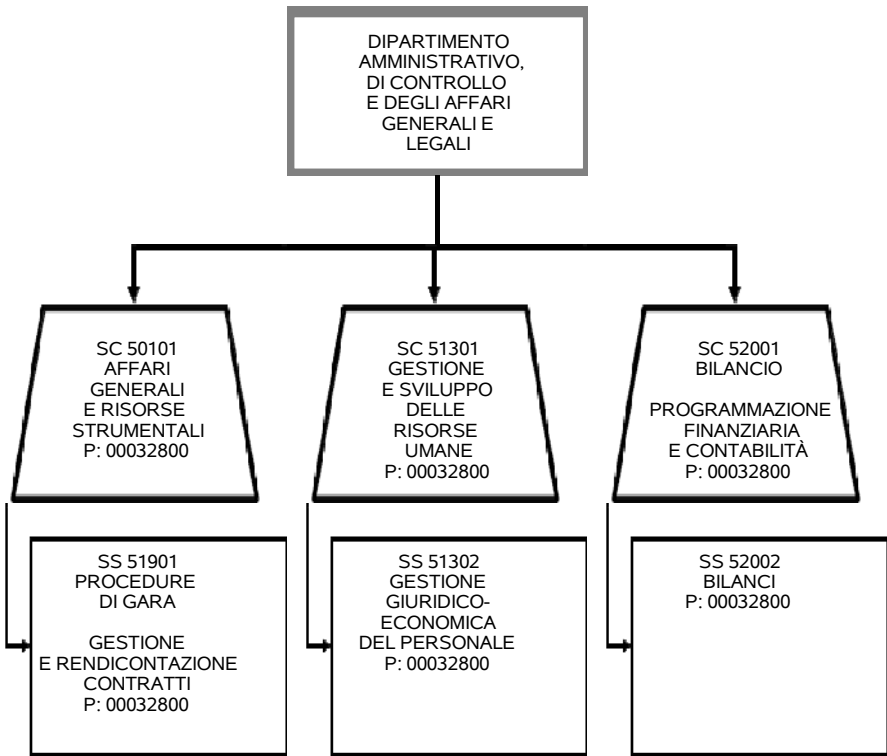 DIPARTIMENTO
AMMINISTRATIVO,
DI CONTROLLO
E DEGLI AFFARI
GENERALI E
LEGALI
SC 50101
AFFARI
GENERALI
E RISORSE
STRUMENTALI
P: 00032800
SC 51301
GESTIONE
E SVILUPPO
DELLE
RISORSE
UMANE
P: 00032800
SC 52001
BILANCIO
PROGRAMMAZIONE
FINANZIARIA
E CONTABILITÀ
P: 00032800
SS 51901
PROCEDURE
DI GARA
GESTIONE
E RENDICONTAZIONE
CONTRATTI
P: 00032800
SS 51302
GESTIONE
GIURIDICO-
ECONOMICA
DEL PERSONALE
P: 00032800
SS 52002
BILANCI
P: 00032800